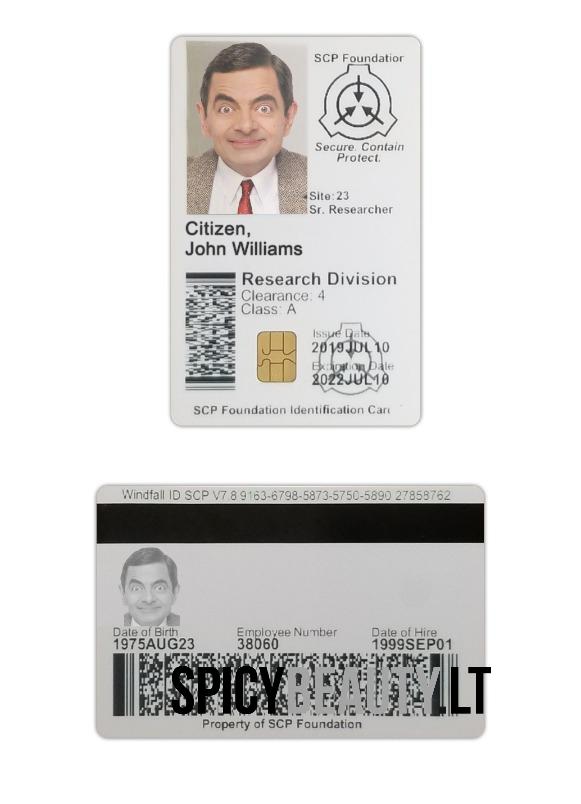 SCP Foundation
Secure. Contain
Protect.
Site: 23
Sr. Researcher
Citizen,
John Williams
Research Division
Clearance: 4
Class: A
Issue Date
2019JUL10
Expiration Date
2022JUL10
SCP Foundation Identification Card
Windfall ID SCP V7.8 9163-6798-5873-5750-5890 27858762
Date of Birth
Employee Number
Date of Hire
1975AUG23
38060
1999SEP01
SPICYBEAUTY.LT
Property of SCP Foundation